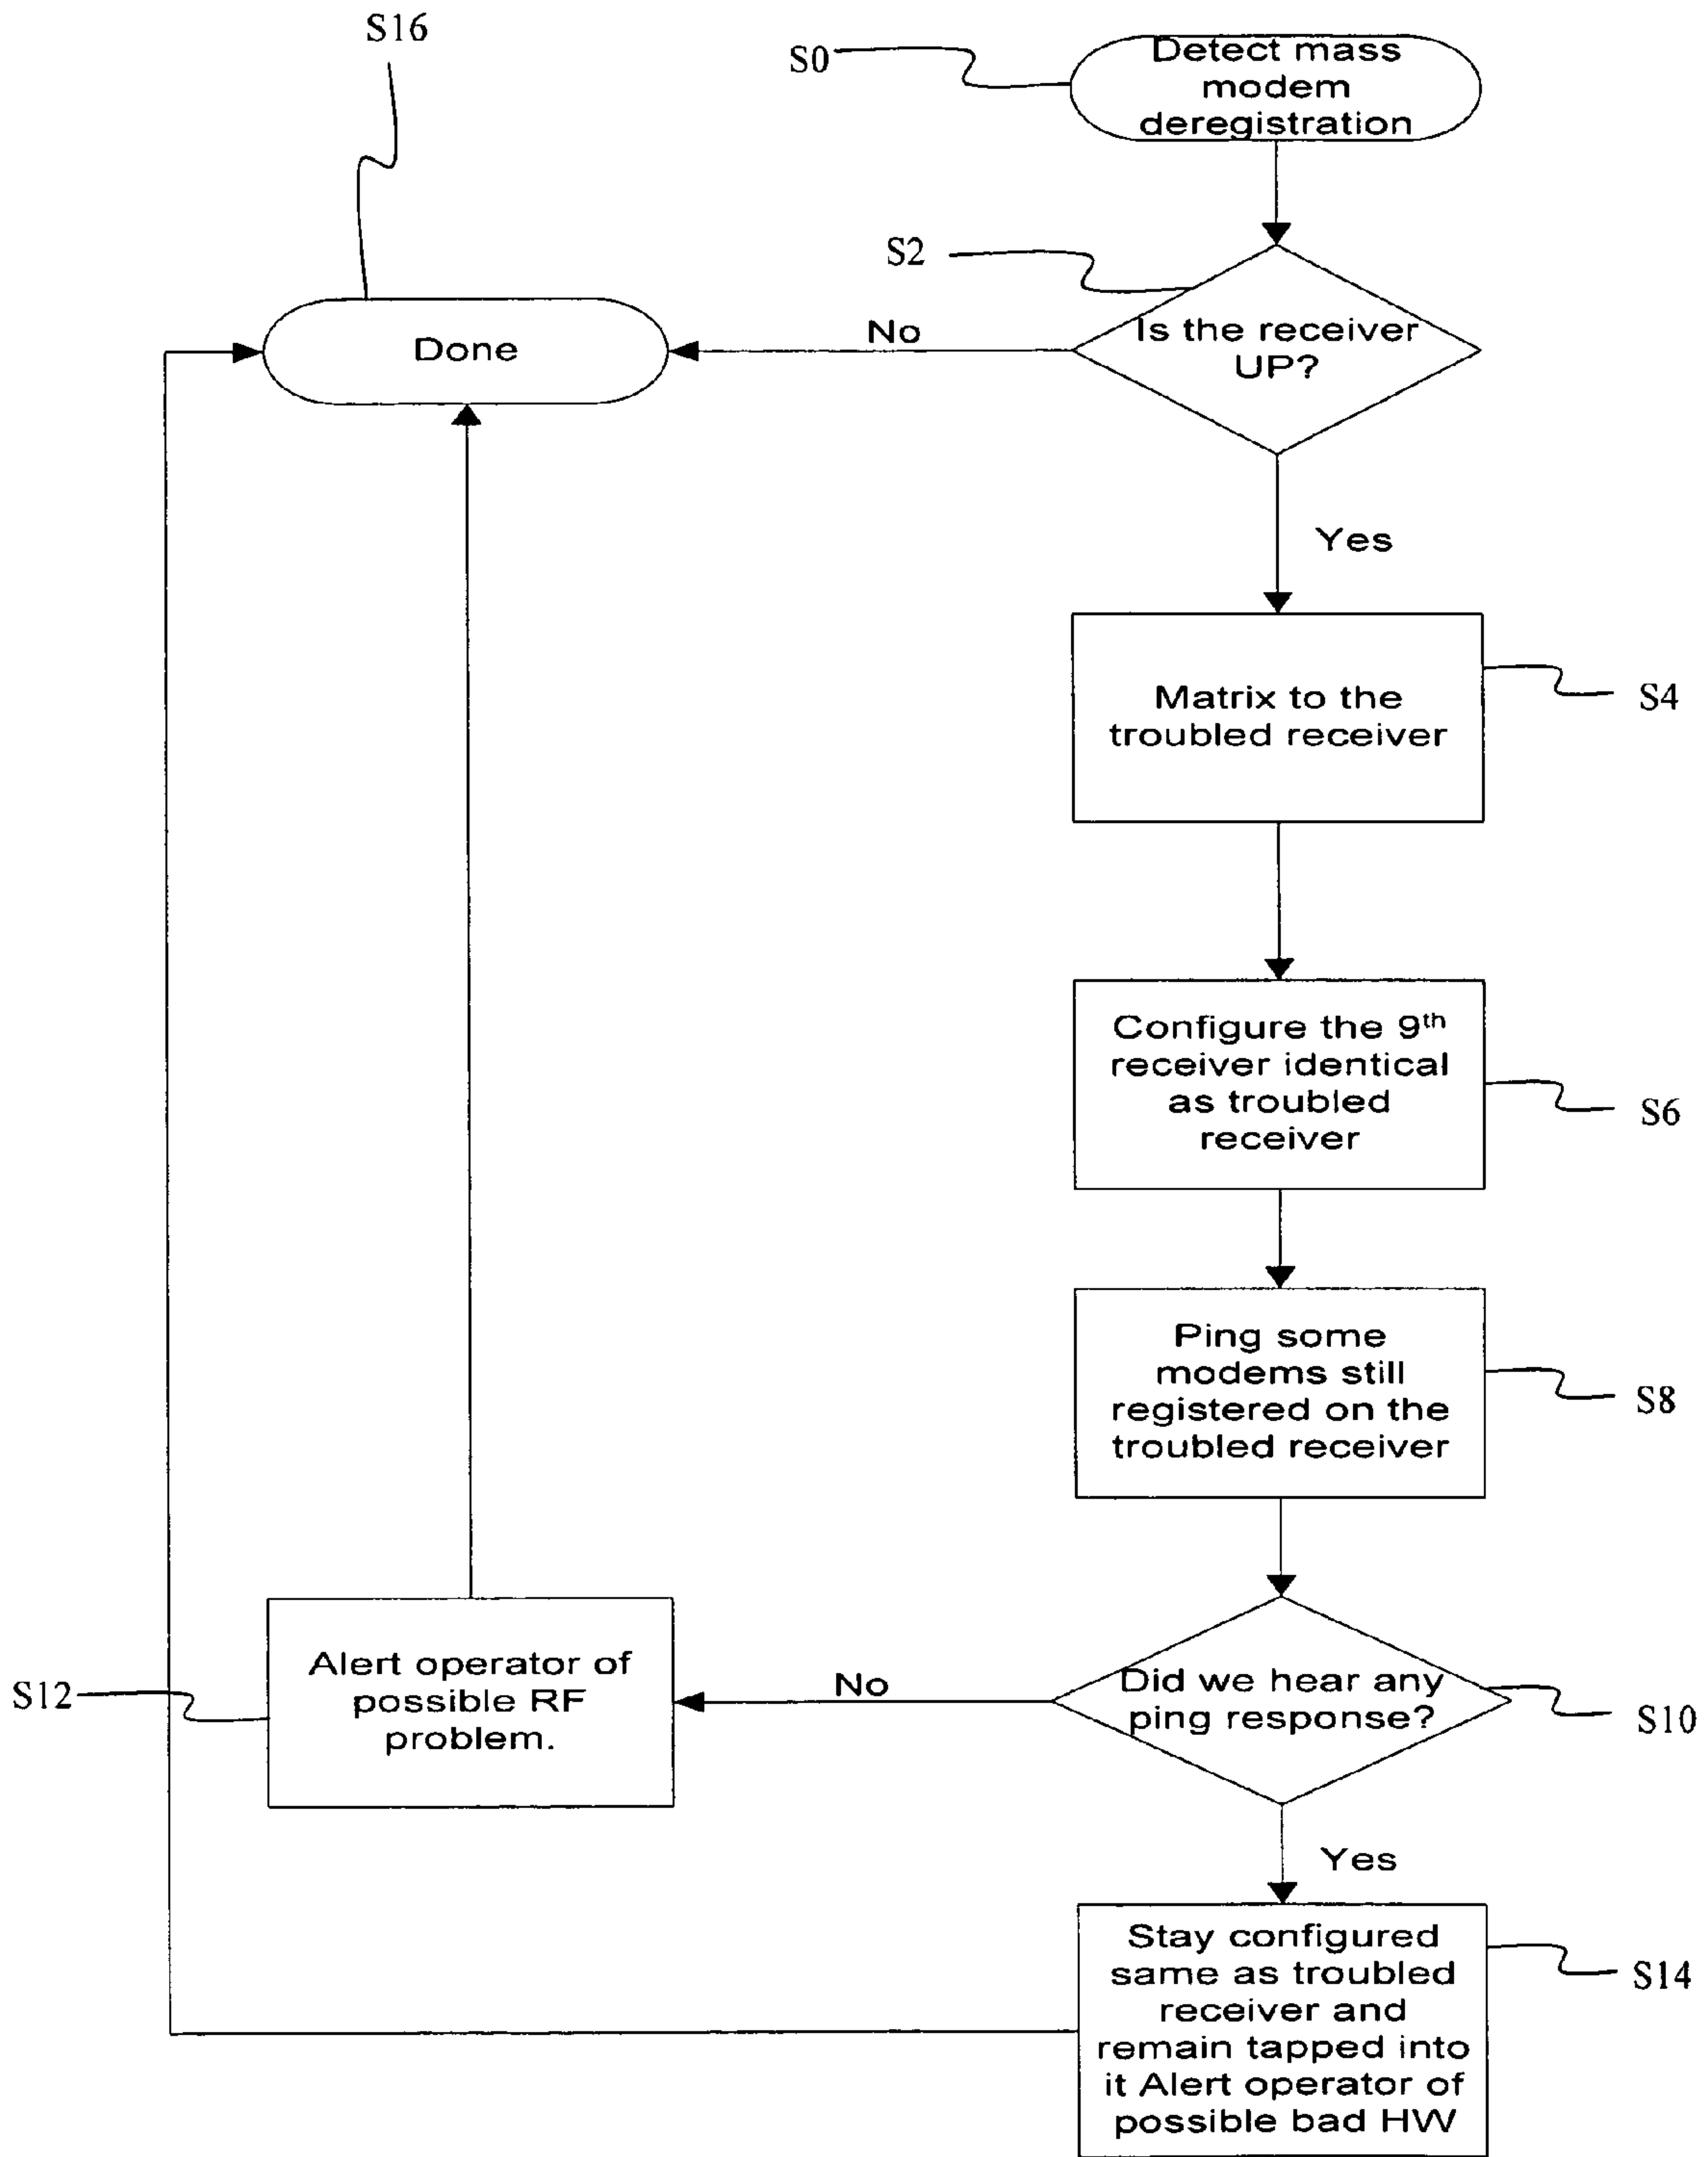 S16
S0
Detect mass
modem
deregistration
S2
Is the receiver
UP?
No
Done
Yes
Matrix to the
troubled receiver
S4
Configure the 9th
receiver identical
as troubled
receiver
S6
Ping some
modems still
registered on the
troubled receiver
S8
Did we hear any
ping response?
S10
No
Alert operator of
possible RF
problem.
S12
Yes
Stay configured
same as troubled
receiver and
remain tapped into
it Alert operator of
possible bad HW
S14